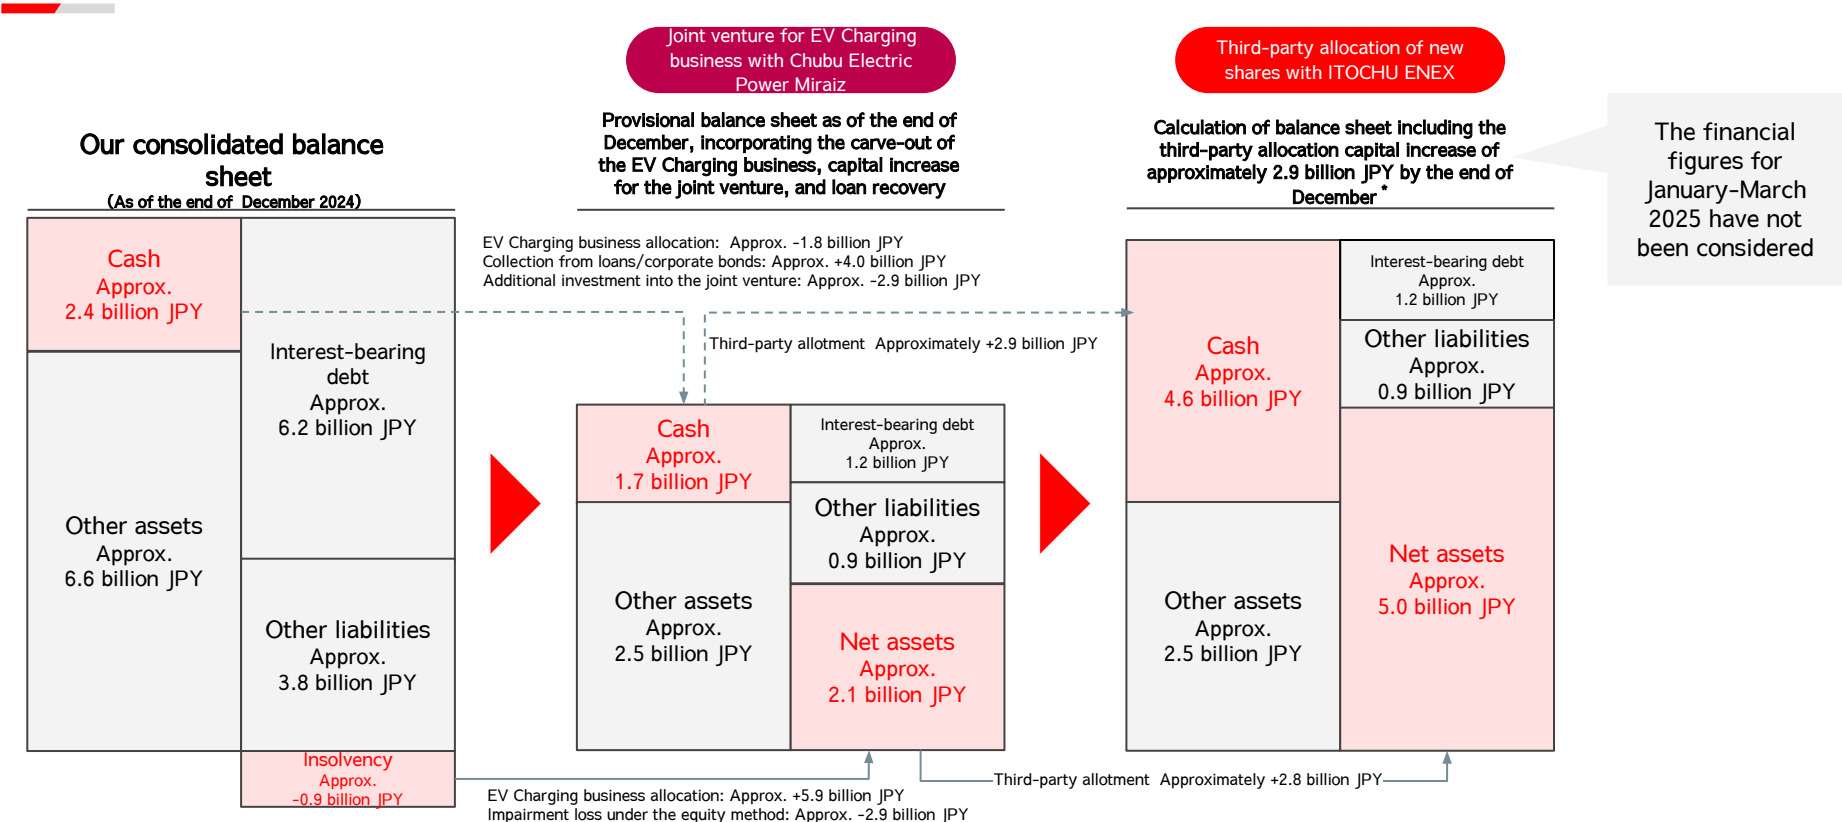 Joint venture for EV Charging
business with Chubu Electric
Power Miraiz
Third-party allocation of new
shares with ITOCHU ENEX
Our consolidated balance
sheet
(As of the end of December 2024)
Provisional balance sheet as of the end of
December, incorporating the carve-out of
the EV Charging business, capital increase
for the joint venture, and loan recovery
Calculation of balance sheet including the
third-party allocation capital increase of
approximately 2.9 billion JPY by the end of
December *
The financial
figures for
January-March
2025 have not
been considered
Cash
Approx.
2.4 billion JPY
Other assets
Approx.
6.6 billion JPY
Interest-bearing
debt
Approx.
6.2 billion JPY
Other liabilities
Approx.
3.8 billion JPY
Insolvency
Approx.
-0.9 billion JPY
EV Charging business allocation: Approx. -1.8 billion JPY
Collection from loans/corporate bonds: Approx. +4.0 billion JPY
Additional investment into the joint venture: Approx. -2.9 billion JPY
Third-party allotment Approximately +2.9 billion JPY
Cash
Approx.
1.7 billion JPY
Other assets
Approx.
2.5 billion JPY
Interest-bearing debt
Approx.
1.2 billion JPY
Other liabilities
Approx.
0.9 billion JPY
Net assets
Approx.
2.1 billion JPY
EV Charging business allocation: Approx. +5.9 billion JPY
Impairment loss under the equity method: Approx. -2.9 billion JPY
Third-party allotment Approximately +2.8 billion JPY
Cash
Approx.
4.6 billion JPY
Other assets
Approx.
2.5 billion JPY
Interest-bearing debt
Approx.
1.2 billion JPY
Other liabilities
Approx.
0.9 billion JPY
Net assets
Approx.
5.0 billion JPY